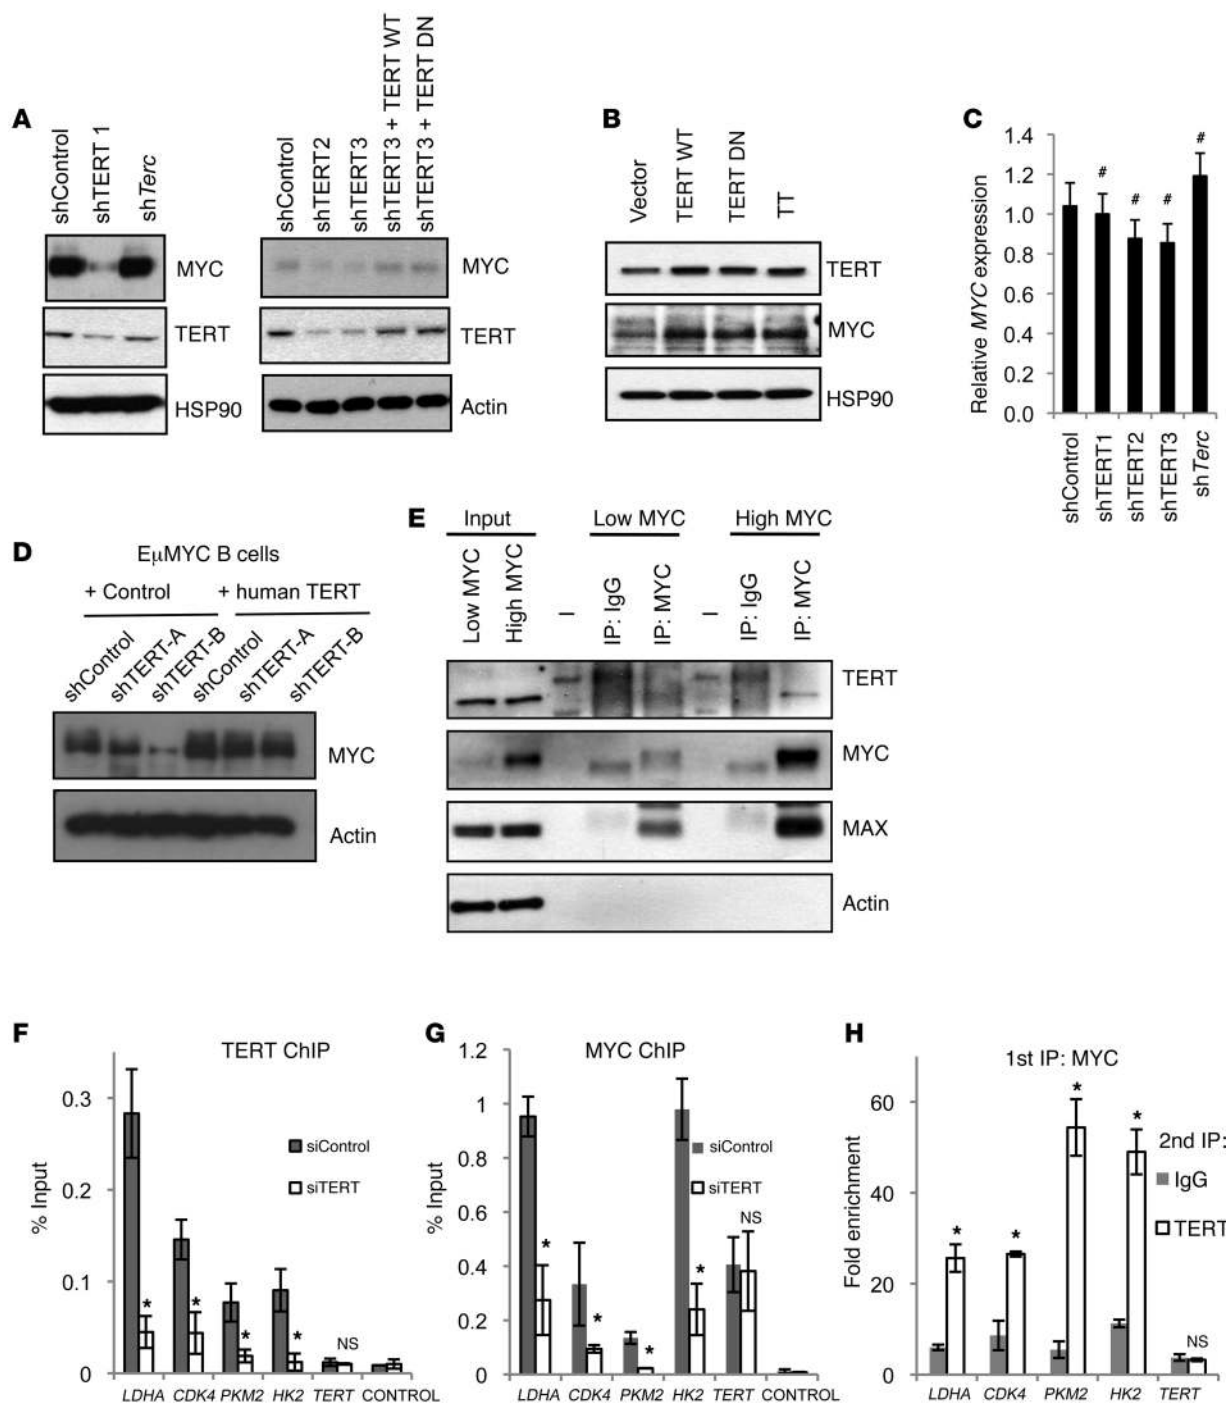 A
shControl
shTERT 1
shTerc
MYC
TERT
HSP90
shControl
shTERT2
shTERT3
shTERT3 + TERT WT
shTERT3 + TERT DN
MYC
TERT
Actin
B
Vector
TERT WT
TERT DN
TT
TERT
MYC
HSP90
C
Relative MYC expression
1.4
1.2
1.0
0.8
0.6
0.4
0.2
0.0
# # # #
shControl
shTERT1
shTERT2
shTERT3
shTerc
D
EμMYC B cells
+ Control + human TERT
shControl
shTERT-A
shTERT-B
shControl
shTERT-A
shTERT-B
MYC
Actin
E
Input Low MYC High MYC
Low MYC
High MYC
–
IP: IgG
IP: MYC
–
IP: IgG
IP: MYC
TERT
MYC
MAX
Actin
F
TERT ChIP
% Input
0.3
0.2
0.1
0
siControl
siTERT
* * * * NS
LDHA CDK4 PKM2 HK2 TERT CONTROL
G
MYC ChIP
% Input
1.2
1
0.8
0.6
0.4
0.2
0
siControl
siTERT
* * * * NS
LDHA CDK4 PKM2 HK2 TERT CONTROL
H
1st IP: MYC
Fold enrichment
60
40
20
0
2nd IP:
IgG
TERT
* * * * NS
LDHA CDK4 PKM2 HK2 TERT